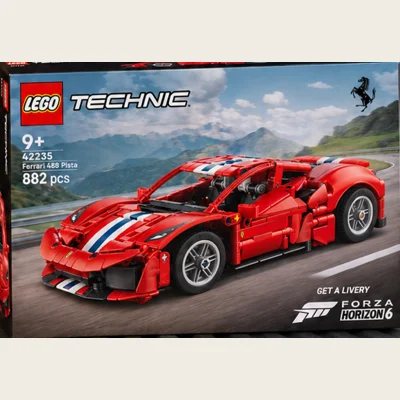 LEGO TECHNIC
9+
42235
Ferrari 488 Pista
882 pcs
GET A LIVERY
FORZA
HORIZON 6